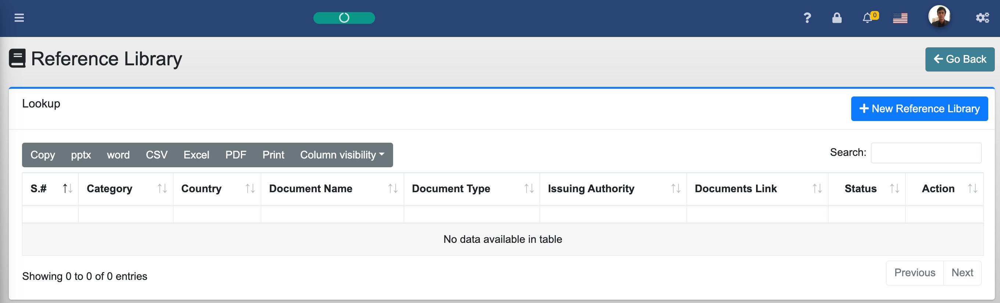 0
Reference Library
Go Back
Lookup
New Reference Library
Copy pptx word CSV Excel PDF Print Column visibility
Search:
S.# Category Country Document Name Document Type Issuing Authority Documents Link Status Action
No data available in table
Showing 0 to 0 of 0 entries
Previous Next